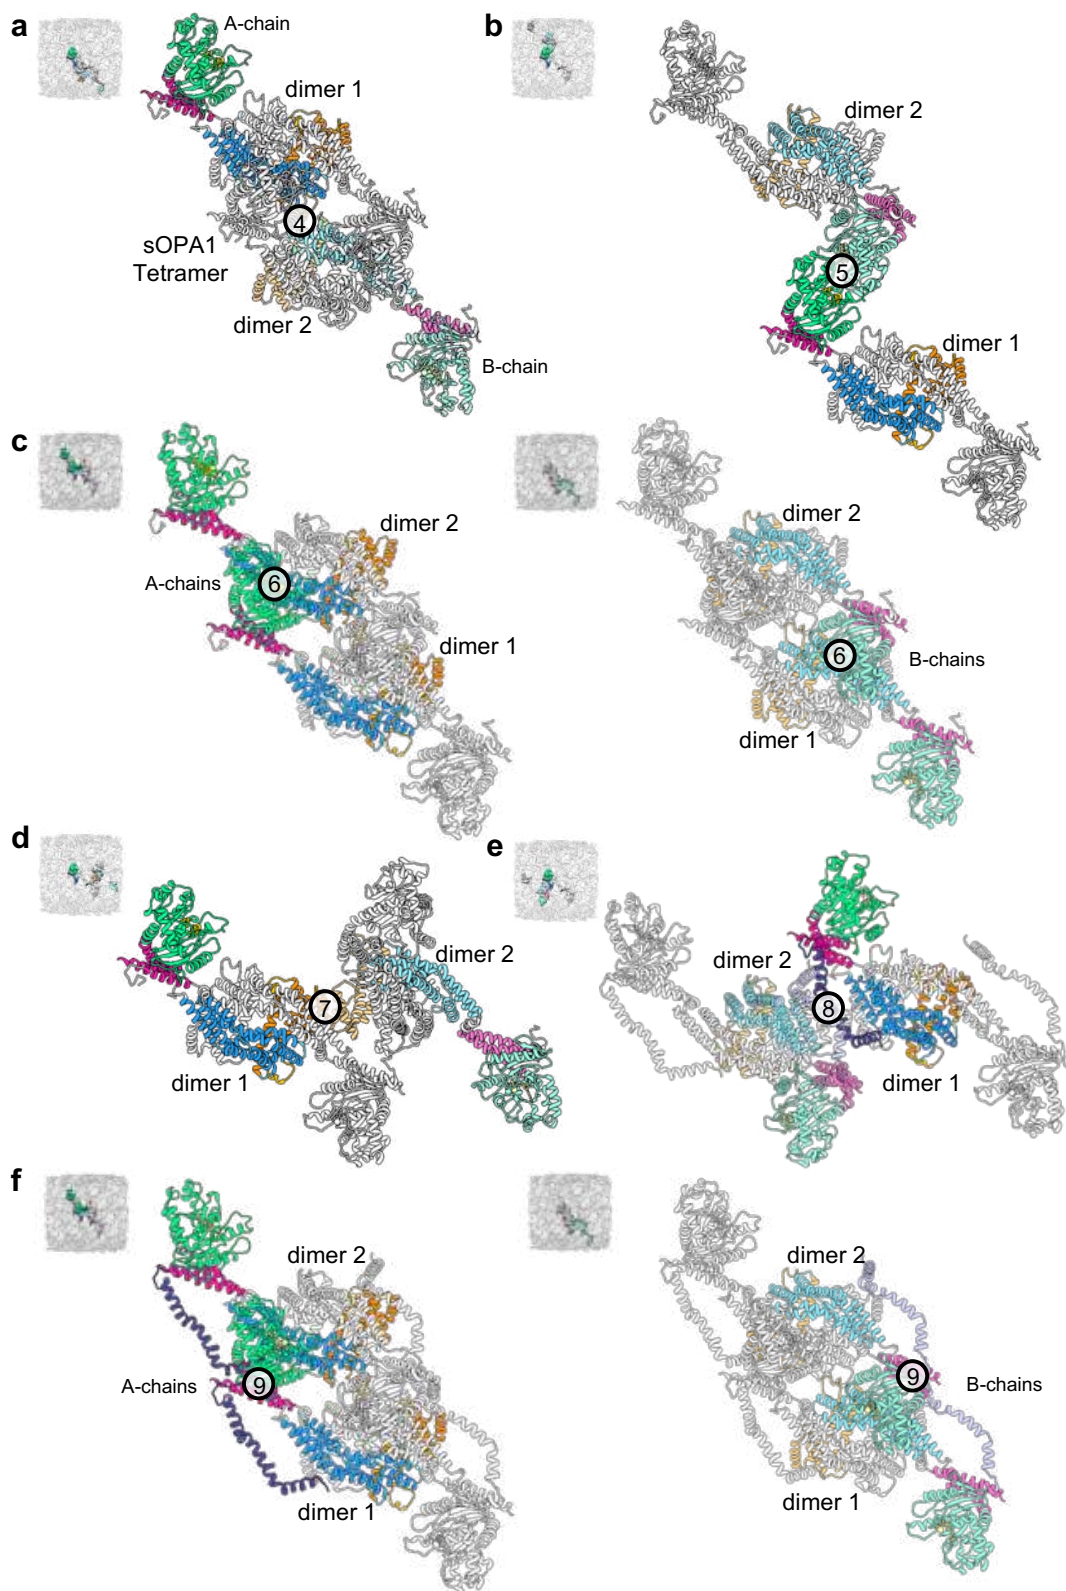 a
A-chain
dimer 1
4
sOPA1
Tetramer
dimer 2
B-chain
b
dimer 2
5
dimer 1
c
dimer 2
A-chains
6
dimer 1
dimer 2
6
B-chains
dimer 1
d
dimer 2
7
dimer 1
e
dimer 2
8
dimer 1
f
dimer 2
A-chains
9
dimer 1
dimer 2
9
B-chains
dimer 1